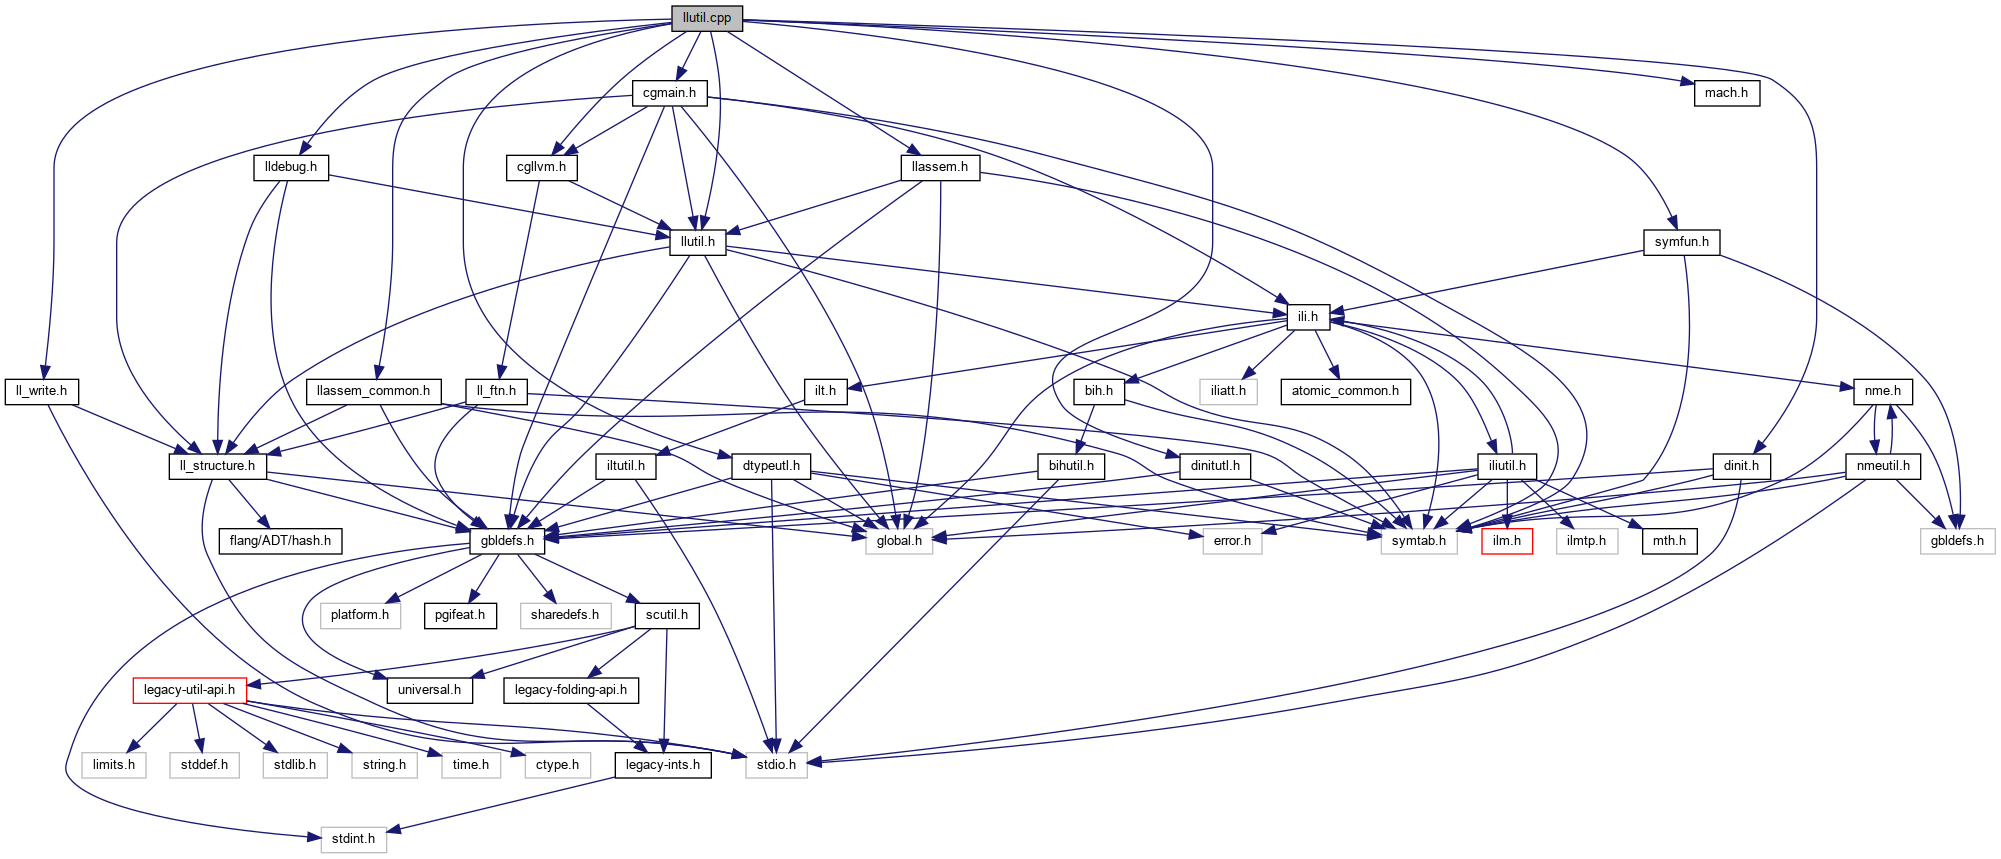 llutil.cpp
cgmain.h
mach.h
lldebug.h
cgllvm.h
llassem.h
llutil.h
symfun.h
ili.h
ll_write.h
llassem_common.h
ll_ftn.h
ilt.h
bih.h
iliatt.h
atomic_common.h
nme.h
ll_structure.h
iltutil.h
dtypeutl.h
bihutil.h
dinitutl.h
iliutil.h
dinit.h
nmeutil.h
flang/ADT/hash.h
gbldefs.h
global.h
error.h
symtab.h
ilm.h
ilmtp.h
mth.h
gbldefs.h
platform.h
pgifeat.h
sharedefs.h
scutil.h
legacy-util-api.h
universal.h
legacy-folding-api.h
limits.h
stddef.h
stdlib.h
string.h
time.h
ctype.h
legacy-ints.h
stdio.h
stdint.h